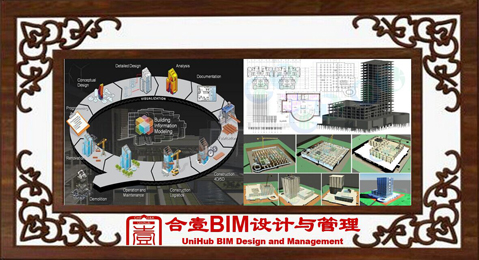 Detailed Design
Analysis
Documentation
Conceptual
Design
VISUALIZATION
Building
Information
Modeling
Programming
Fabrication
Renovation
Construction
4D/5D
Construction
Logistics
Operation and
Maintenance
Demolition
合壹BIM设计与管理
UniHub BIM Design and Management